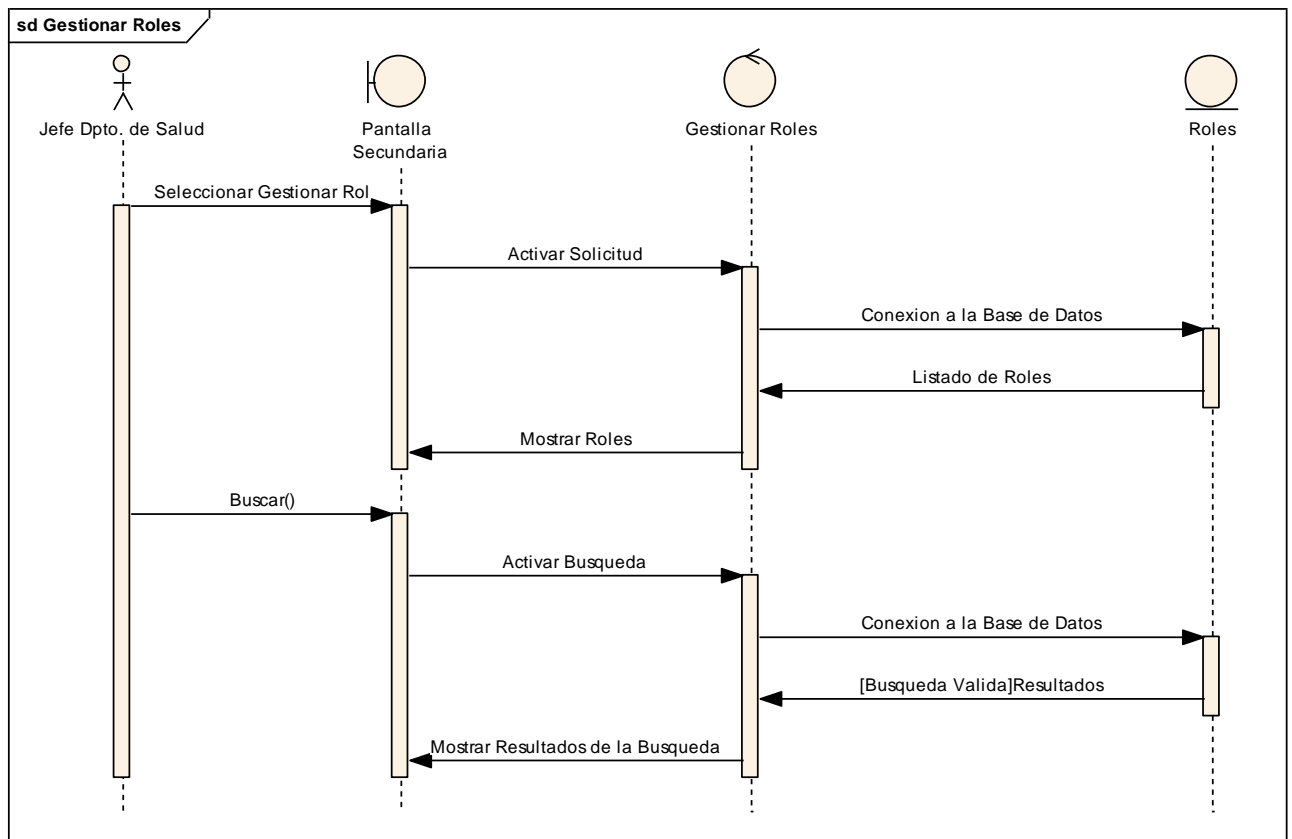 sd Gestionar Roles
Jefe Dpto. de Salud
Pantalla
Secundaria
Gestionar Roles
Roles
Seleccionar Gestionar Rol
Activar Solicitud
Conexion a la Base de Datos
Listado de Roles
Mostrar Roles
Buscar()
Activar Busqueda
Conexion a la Base de Datos
[Busqueda Valida]Resultados
Mostrar Resultados de la Busqueda